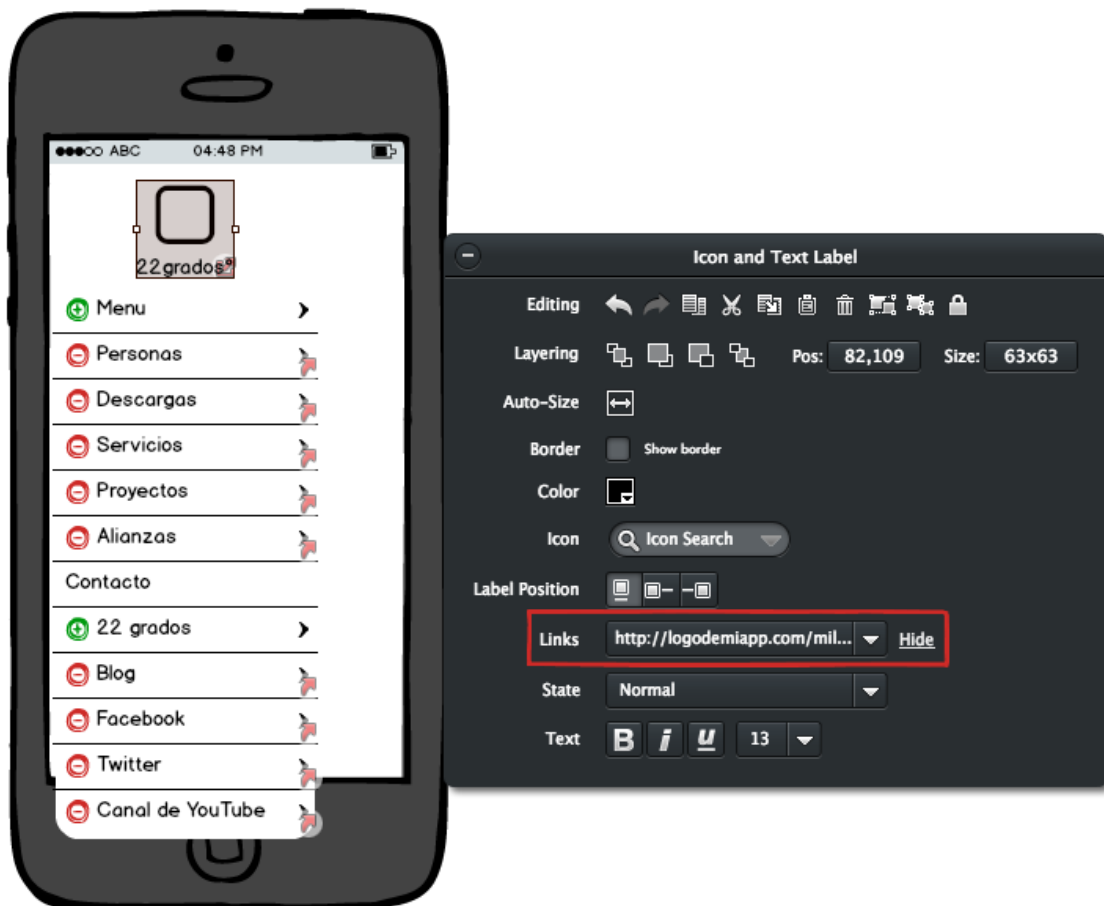 ABC 04:48 PM
22grados°
Menu
Personas
Descargas
Servicios
Proyectos
Alianzas
Contacto
22 grados
Blog
Facebook
Twitter
Canal de YouTube
Icon and Text Label
Editing
Layering Pos: 82,109 Size: 63x63
Auto-Size
Border Show border
Color
Icon Icon Search
Label Position
Links http://logodemiapp.com/mil... Hide
State Normal
Text B i u 13